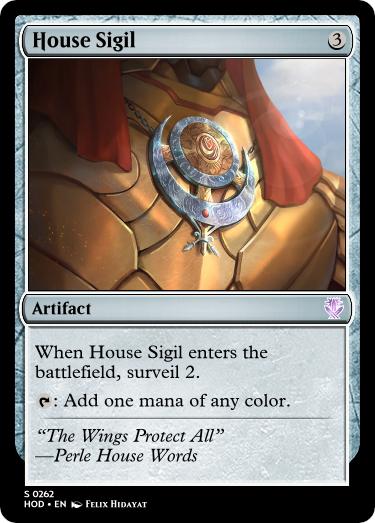 House Sigil 3
Artifact
When House Sigil enters the
battlefield, surveil 2.
: Add one mana of any color.
“The Wings Protect All”
—Perle House Words
S 0262
HOD • EN Felix Hidayat